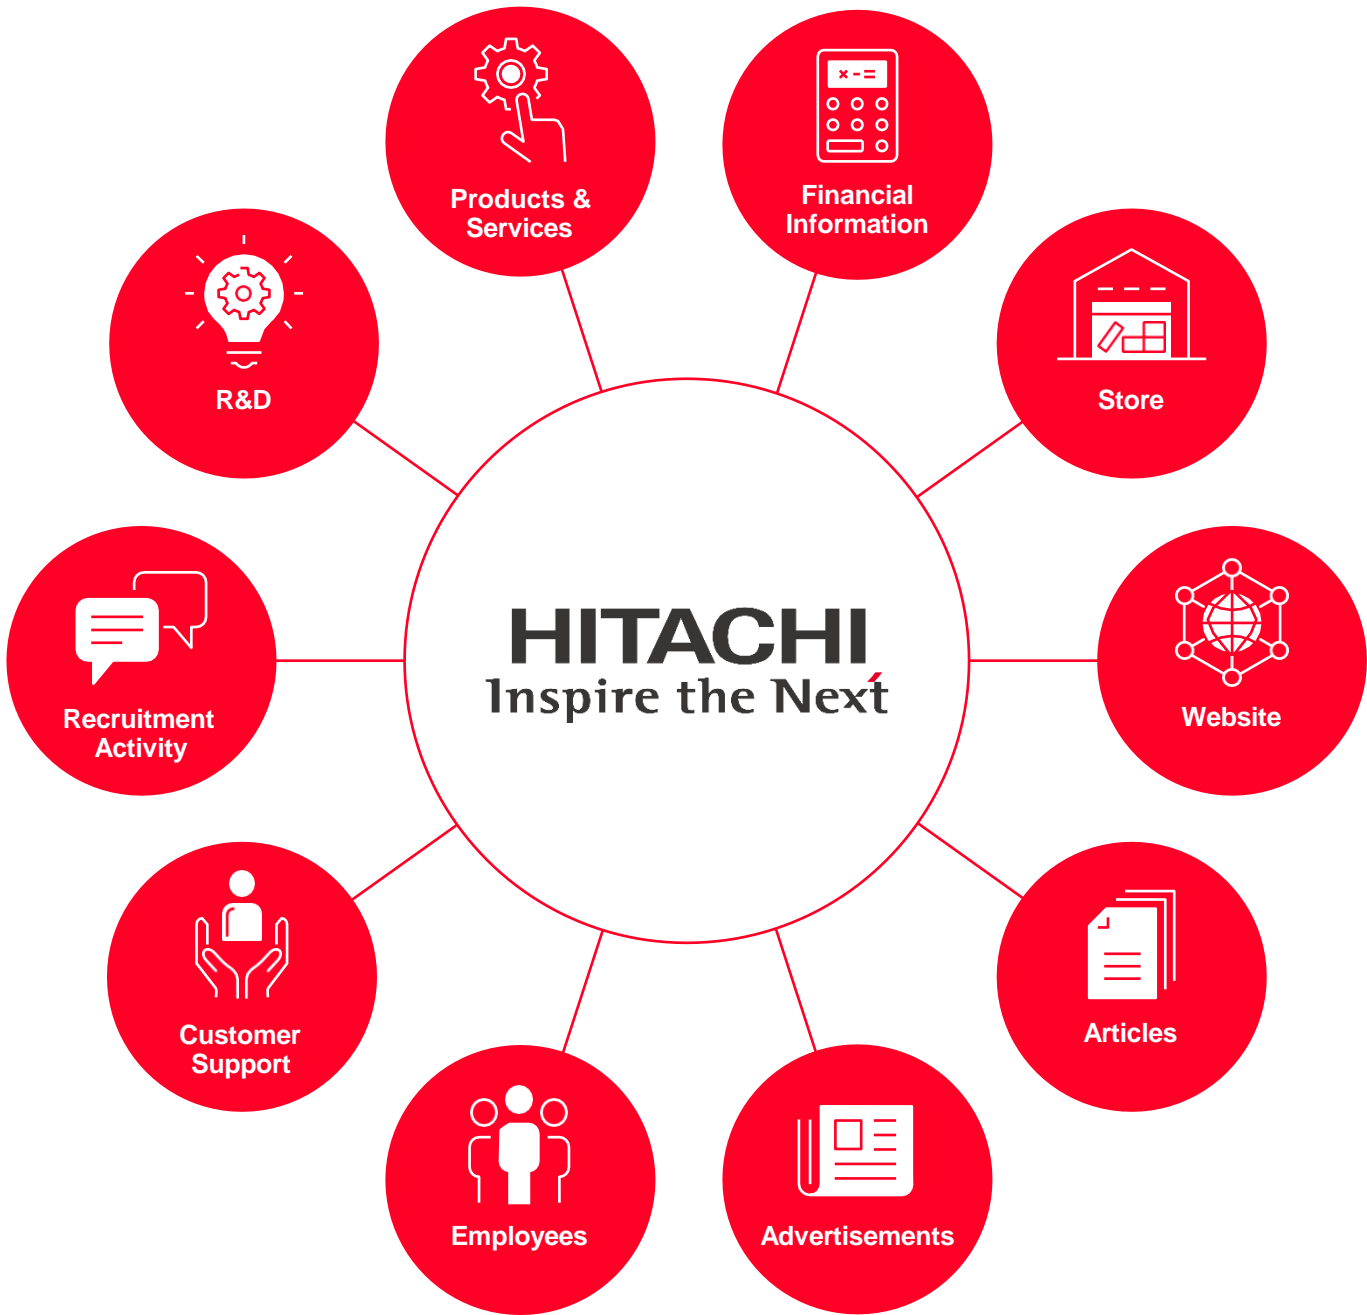 Products &
Services
Financial
Information
× - =
R&D
Store
HITACHI
Inspire the Next
Recruitment
Activity
Website
Customer
Support
Articles
Employees
Advertisements